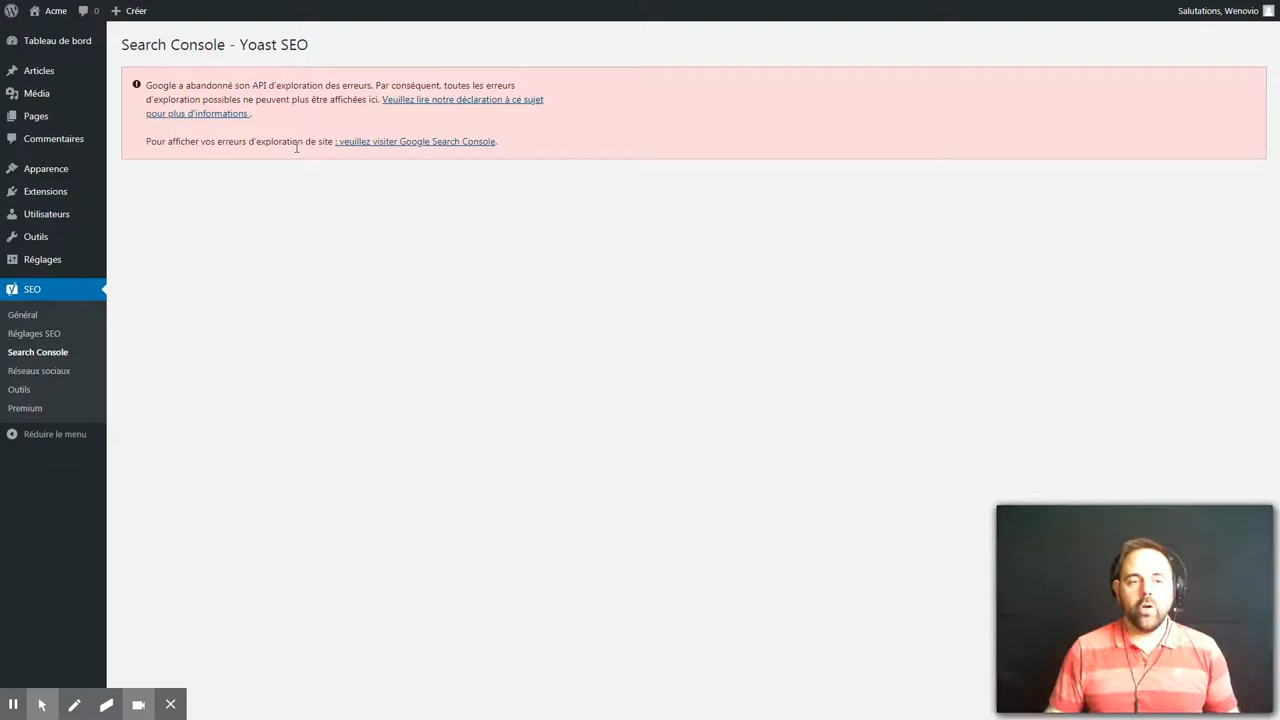 Acme
0
Créer
Salutations, Wenovio
Tableau de bord
Articles
Média
Pages
Commentaires
Apparence
Extensions
Utilisateurs
Outils
Réglages
SEO
Général
Réglages SEO
Search Console
Réseaux sociaux
Outils
Premium
Réduire le menu
Search Console - Yoast SEO
Google a abandonné son API d'exploration des erreurs. Par conséquent, toutes les erreurs
d'exploration possibles ne peuvent plus être affichées ici. Veuillez lire notre déclaration à ce sujet
pour plus d'informations .
Pour afficher vos erreurs d'exploration de site : veuillez visiter Google Search Console.